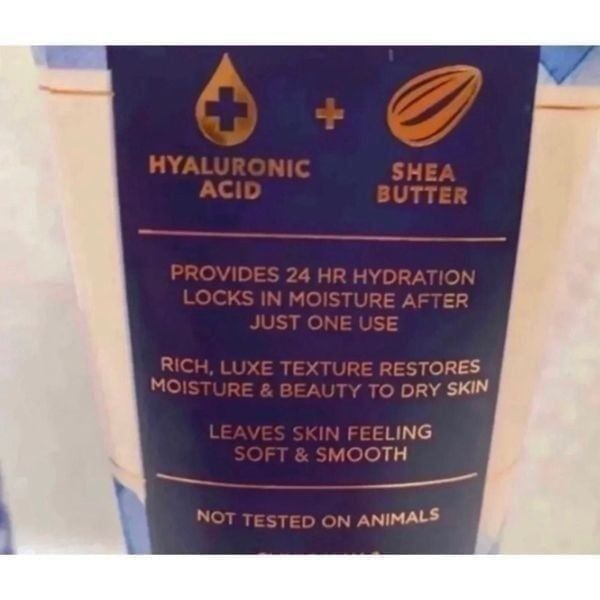 HYALURONIC
ACID
+
SHEA
BUTTER
PROVIDES 24 HR HYDRATION
LOCKS IN MOISTURE AFTER
JUST ONE USE
RICH, LUXE TEXTURE RESTORES
MOISTURE & BEAUTY TO DRY SKIN
LEAVES SKIN FEELING
SOFT & SMOOTH
NOT TESTED ON ANIMALS